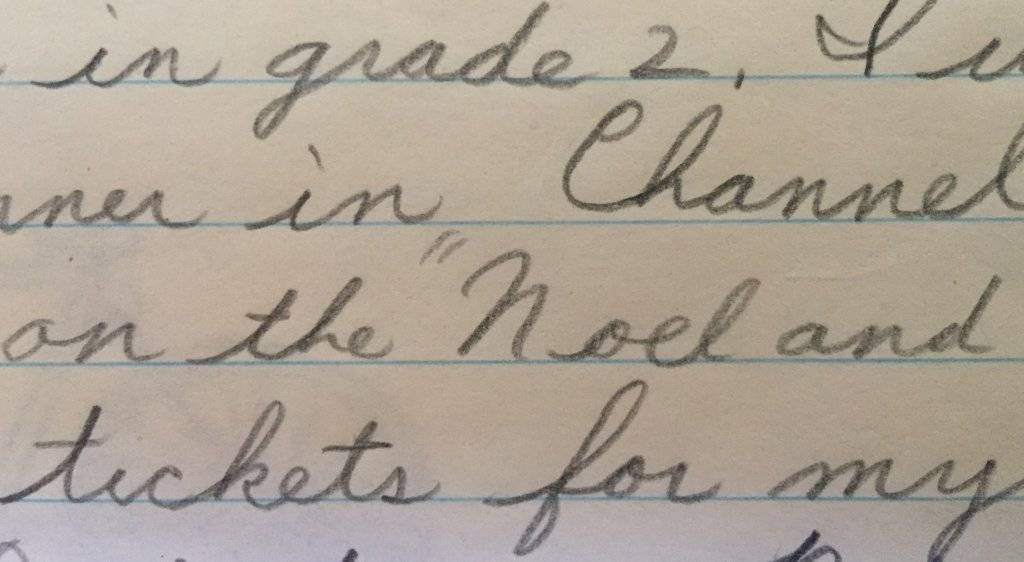 in grade 2. I
in Channel
on the "Noel and
tickets for my